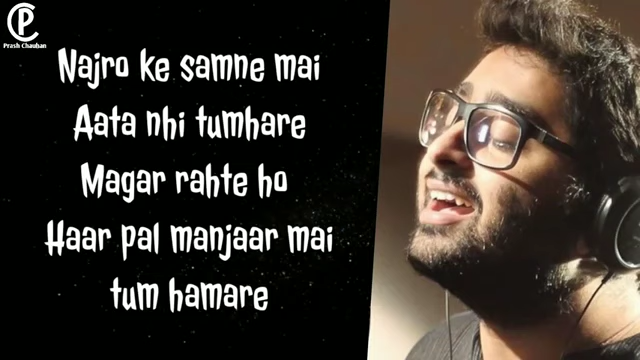 Prash Chauhan
Najro ke samne mai
Aata nhi tumhare
Magar rahte ho
Haar pal manjaar mai
tum hamare